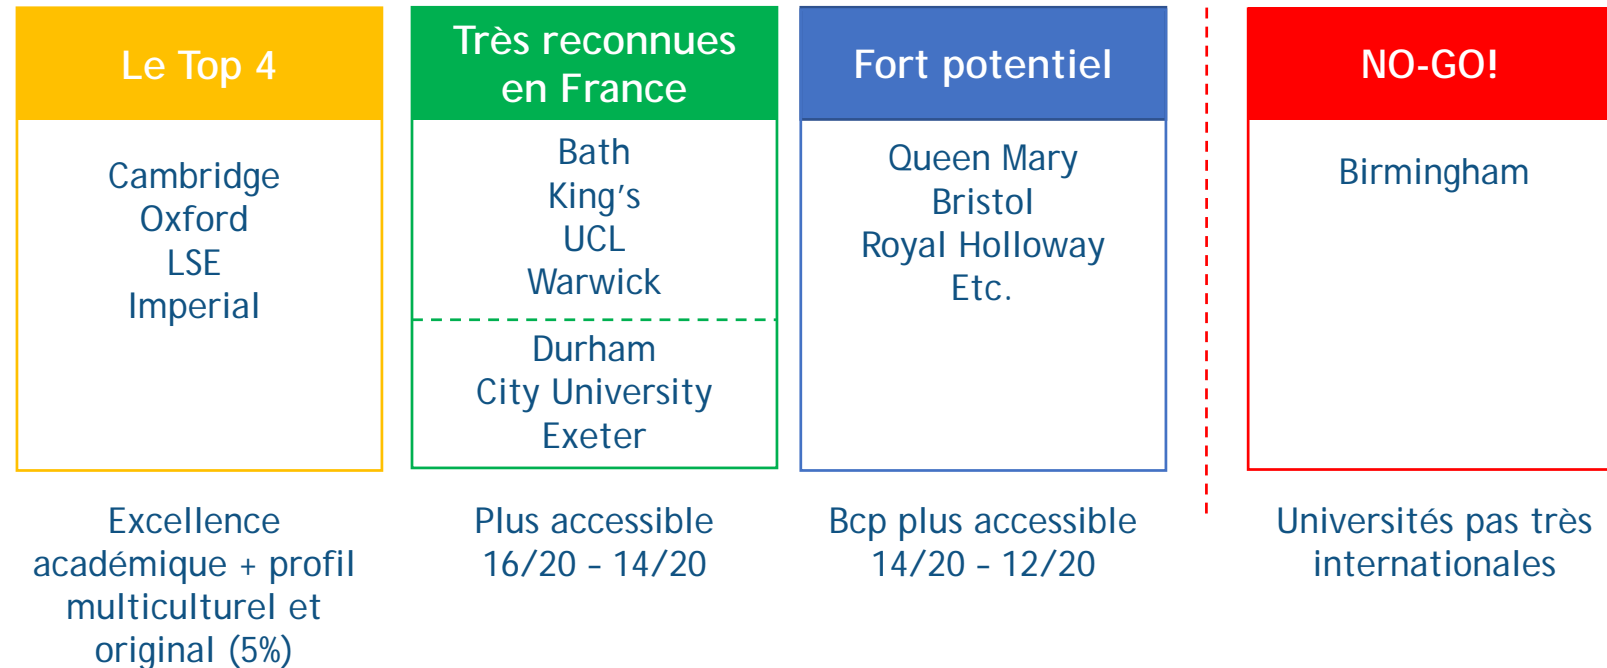 Le Top 4
Cambridge
Oxford
LSE
Imperial
Excellence
académique + profil
multiculturel et
original (5%)
Très reconnues
en France
Bath
King’s
UCL
Warwick
Durham
City University
Exeter
Plus accessible
16/20 – 14/20
Fort potentiel
Queen Mary
Bristol
Royal Holloway
Etc.
Bcp plus accessible
14/20 – 12/20
NO-GO!
Birmingham
Universités pas très
internationales